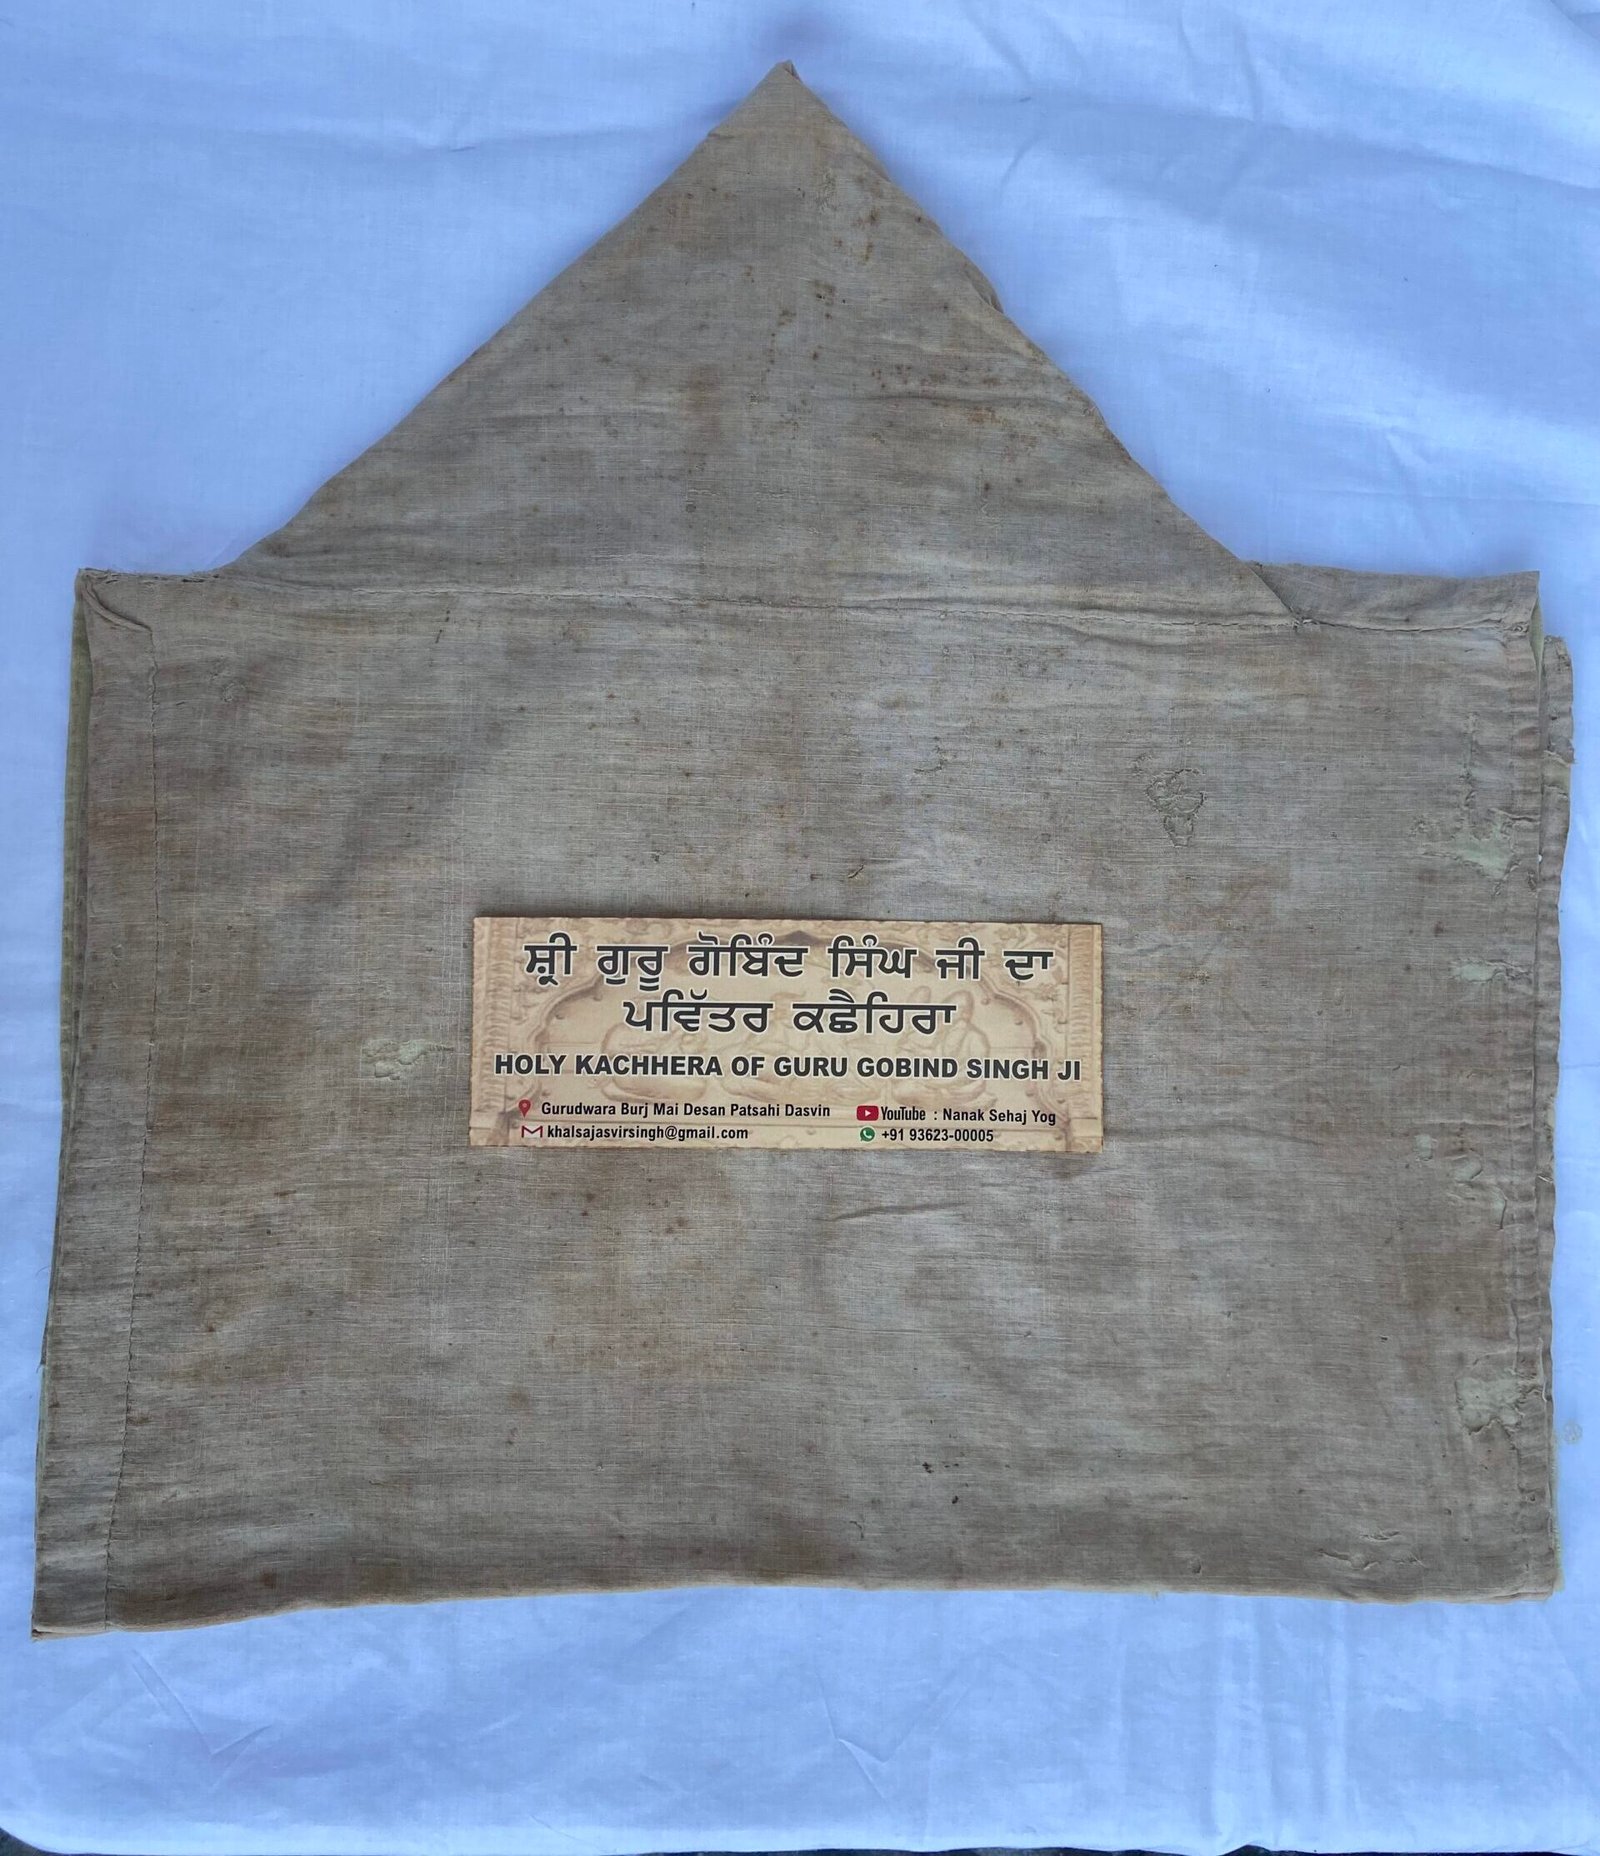 ਸ਼੍ਰੀ ਗੁਰੂ ਗੋਬਿੰਦ ਸਿੰਘ ਜੀ ਦਾ
ਪਵਿੱਤਰ ਕਛੈਹਿਰਾ
HOLY KACHHERA OF GURU GOBIND SINGH JI
Gurudwara Burj Mai Desan Patsahi Dasvin YouTube : Nanak Sehaj Yog
khalsajasvirsingh@gmail.com +91 93623-00005